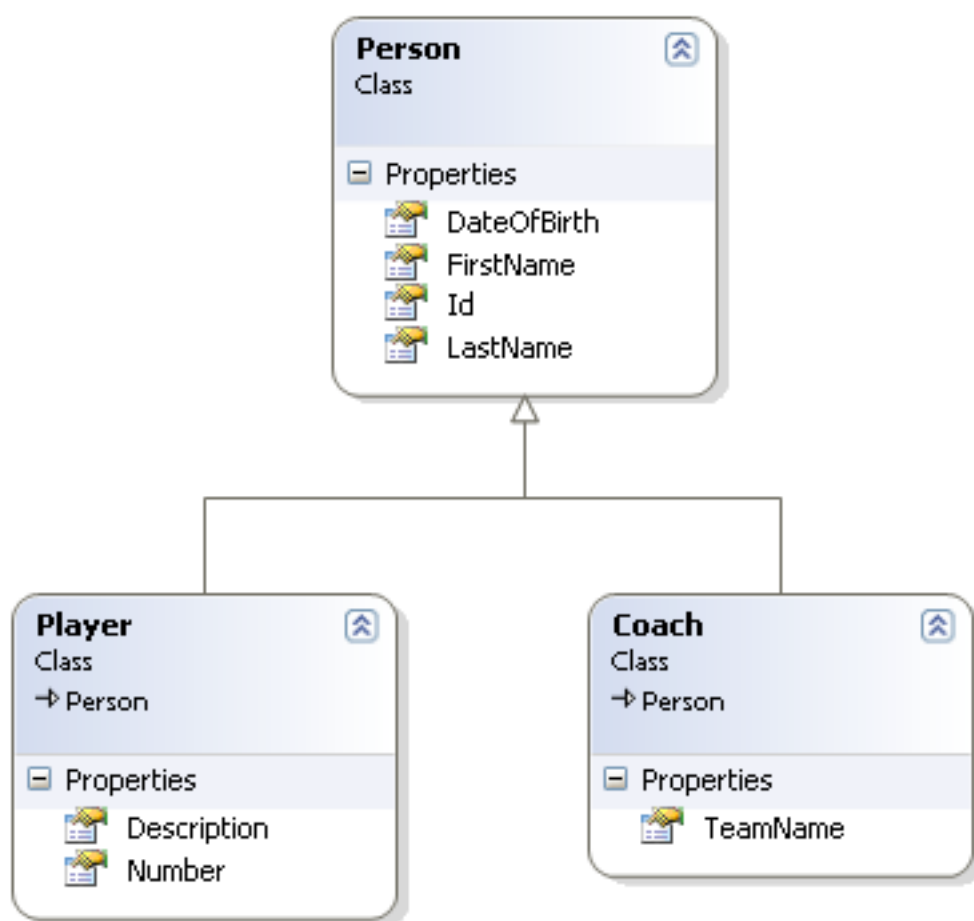 Person
Class
Properties
DateOfBirth
FirstName
Id
LastName
Player
Class
Person
Properties
Description
Number
Coach
Class
Person
Properties
TeamName